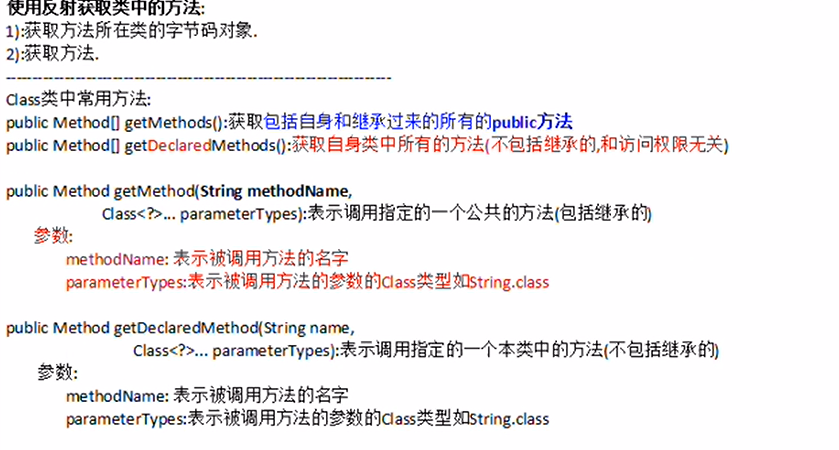 使用反射获取类中的方法:
1):获取方法所在类的字节码对象.
2):获取方法.
--------------------------------------------------------------------------
Class类中常用方法:
public Method[] getMethods():获取包括自身和继承过来的所有的public方法
public Method[] getDeclaredMethods():获取自身类中所有的方法(不包括继承的,和访问权限无关)
public Method getMethod(String methodName,
Class<?>... parameterTypes):表示调用指定的一个公共的方法(包括继承的)
参数:
methodName: 表示被调用方法的名字
parameterTypes:表示被调用方法的参数的Class类型如String.class
public Method getDeclaredMethod(String name,
Class<?>... parameterTypes):表示调用指定的一个本类中的方法(不包括继承的)
参数:
methodName: 表示被调用方法的名字
parameterTypes:表示被调用方法的参数的Class类型如String.class